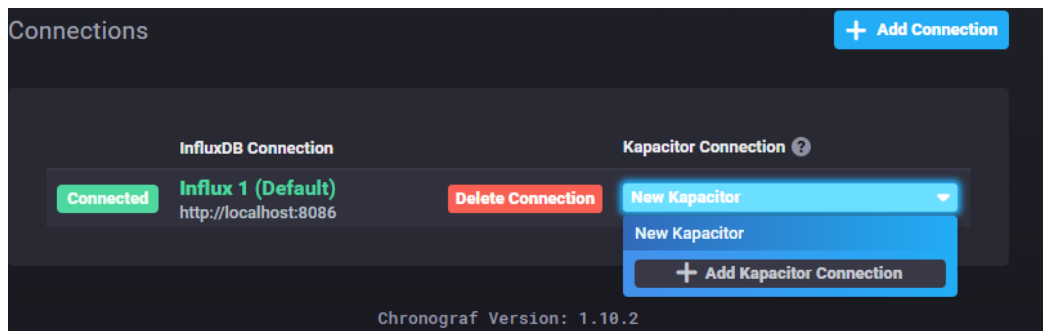 Connections
+ Add Connection
InfluxDB Connection
Kapacitor Connection ?
Connected
Influx 1 (Default)
http://localhost:8086
Delete Connection
New Kapacitor
New Kapacitor
+ Add Kapacitor Connection
Chronograf Version: 1.10.2